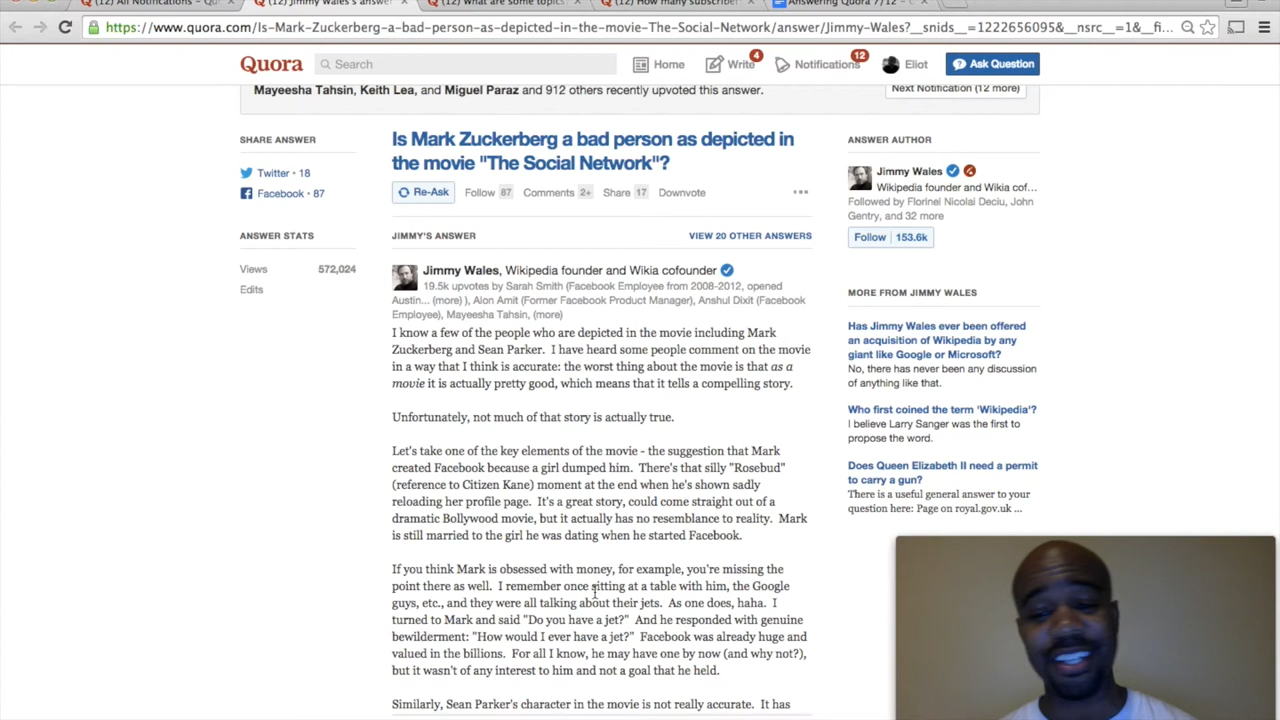 (12) All Notifications - Qu
(12) Jimmy Wales's answer
(12) What are some topics
(12) How many subscriber
Answering Quora 7/12 - c
https://www.quora.com/Is-Mark-Zuckerberg-a-bad-person-as-depicted-in-the-movie-The-Social-Network/answer/Jimmy-Wales?__snids__=1222656095&__nsrc__=1&__fi...
Quora
Search
Home
Write
4
Notifications
12
Eliot
Ask Question
Mayeesha Tahsin, Keith Lea, and Miguel Paraz and 912 others recently upvoted this answer.
Next Notification (12 more)
SHARE ANSWER
Twitter • 18
Facebook • 87
ANSWER STATS
Views 572,024
Edits
Is Mark Zuckerberg a bad person as depicted in
the movie "The Social Network"?
Re-Ask Follow 87 Comments 2+ Share 17 Downvote
JIMMY'S ANSWER
VIEW 20 OTHER ANSWERS
Jimmy Wales, Wikipedia founder and Wikia cofounder
19.5k upvotes by Sarah Smith (Facebook Employee from 2008-2012, opened
Austin... (more) ), Alon Amit (Former Facebook Product Manager), Anshul Dixit (Facebook
Employee), Mayeesha Tahsin, (more)
I know a few of the people who are depicted in the movie including Mark
Zuckerberg and Sean Parker. I have heard some people comment on the movie
in a way that I think is accurate: the worst thing about the movie is that as a
movie it is actually pretty good, which means that it tells a compelling story.
Unfortunately, not much of that story is actually true.
Let's take one of the key elements of the movie - the suggestion that Mark
created Facebook because a girl dumped him. There's that silly "Rosebud"
(reference to Citizen Kane) moment at the end when he's shown sadly
reloading her profile page. It's a great story, could come straight out of a
dramatic Bollywood movie, but it actually has no resemblance to reality. Mark
is still married to the girl he was dating when he started Facebook.
If you think Mark is obsessed with money, for example, you're missing the
point there as well. I remember once sitting at a table with him, the Google
guys, etc., and they were all talking about their jets. As one does, haha. I
turned to Mark and said "Do you have a jet?" And he responded with genuine
bewilderment: "How would I ever have a jet?" Facebook was already huge and
valued in the billions. For all I know, he may have one by now (and why not?),
but it wasn't of any interest to him and not a goal that he held.
Similarly, Sean Parker's character in the movie is not really accurate. It has
ANSWER AUTHOR
Jimmy Wales
Wikipedia founder and Wikia cof...
Followed by Florinel Nicolai Deciu, John
Gentry, and 32 more
Follow 153.6k
MORE FROM JIMMY WALES
Has Jimmy Wales ever been offered
an acquisition of Wikipedia by any
giant like Google or Microsoft?
No, there has never been any discussion
of anything like that.
Who first coined the term 'Wikipedia'?
I believe Larry Sanger was the first to
propose the word.
Does Queen Elizabeth II need a permit
to carry a gun?
There is a useful general answer to your
question here: Page on royal.gov.uk ...